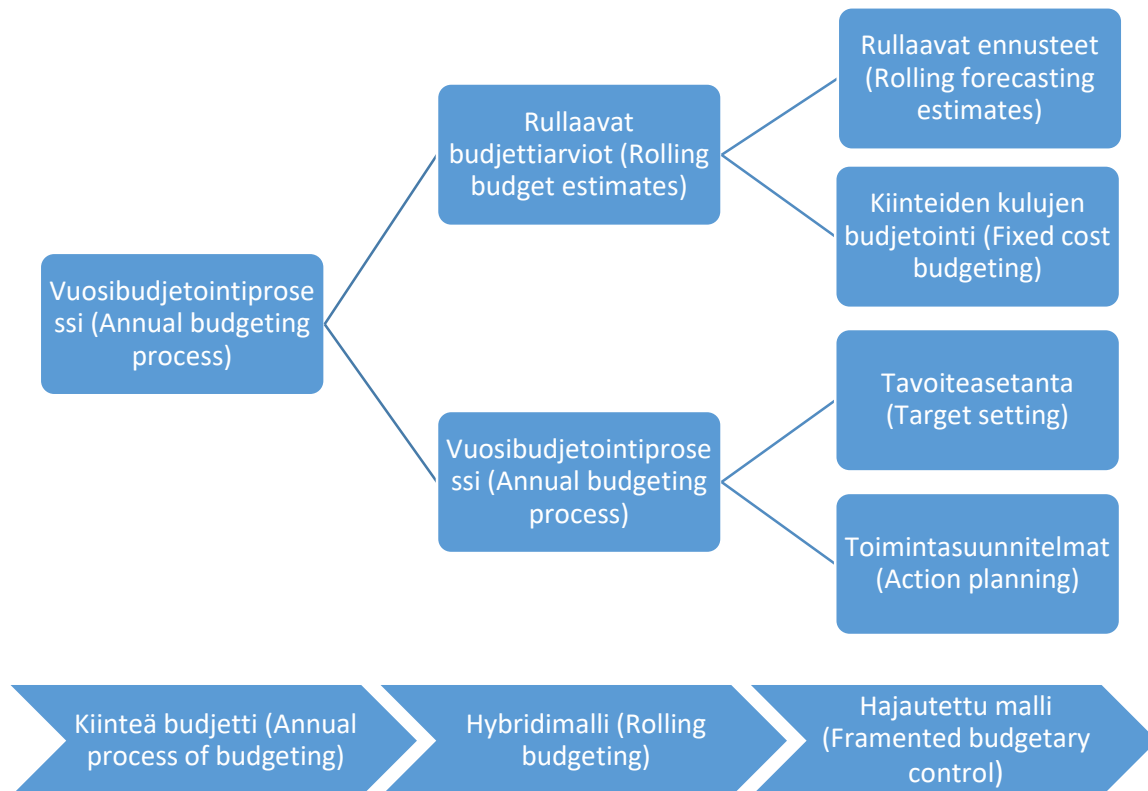 Rullaavat ennusteet
(Rolling forecasting
estimates)
Rullaavat
budjettiarviot (Rolling
budget estimates)
Kiinteiden kulujen
budjetointi (Fixed cost
budgeting)
Vuosibudjetointiprose
ssi (Annual budgeting
process)
Tavoiteasetanta
(Target setting)
Vuosibudjetointiprose
ssi (Annual budgeting
process)
Toimintasuunnitelmat
(Action planning)
Kiinteä budjetti (Annual
process of budgeting)
Hybridimalli (Rolling
budgeting)
Hajautettu malli
(Framented budgetary
control)